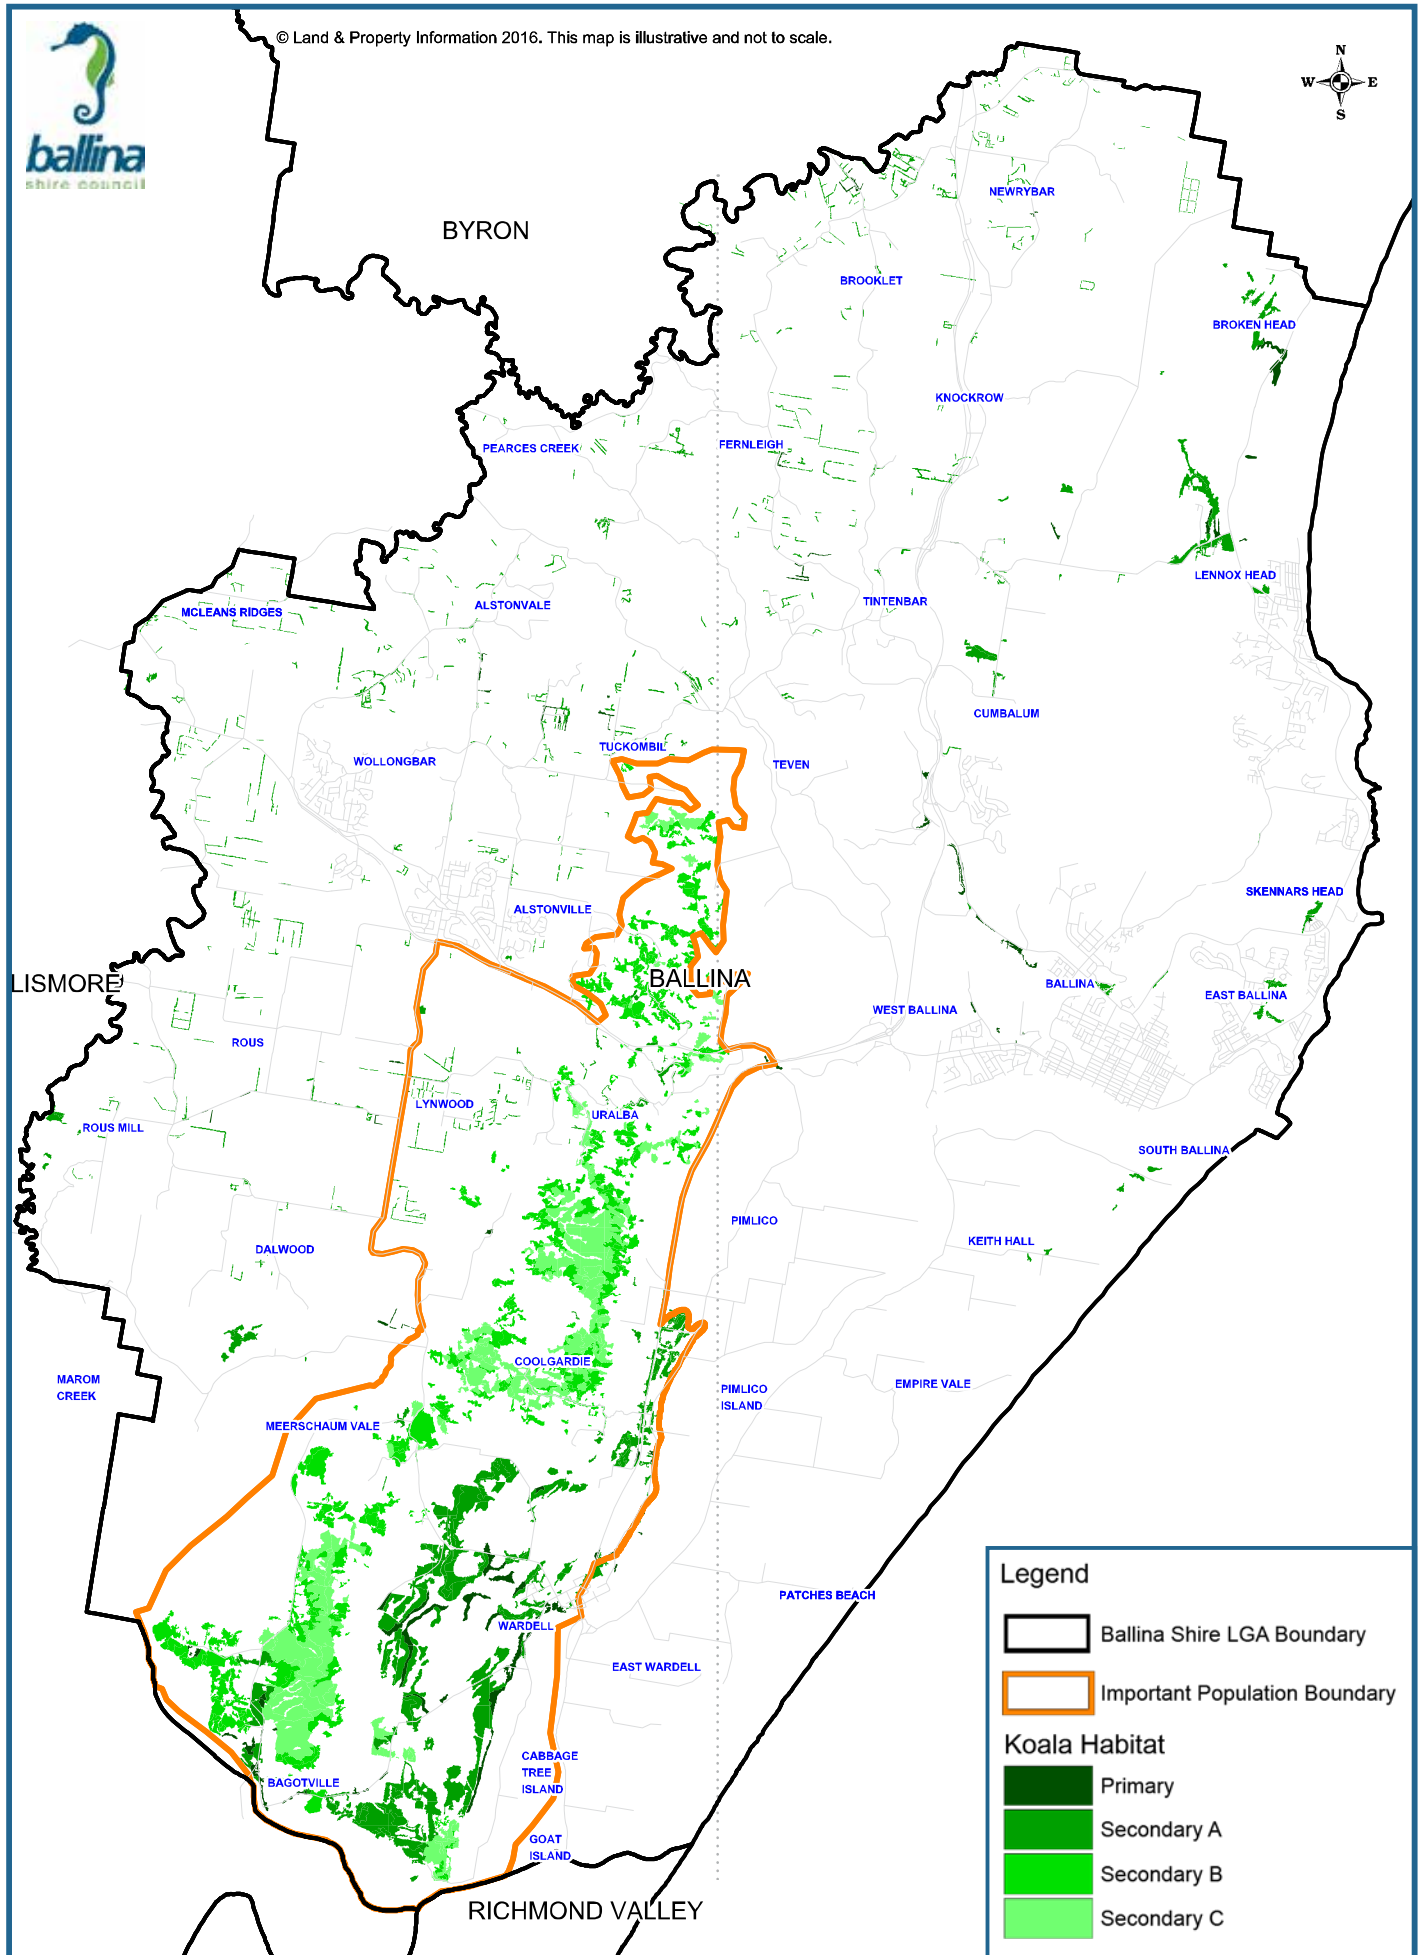 © Land & Property Information 2016. This map is illustrative and not to scale.
ballina
shire council
N
W E
S
BYRON
NEWRYBAR
BROOKLET
BROKEN HEAD
KNOCKROW
PEARCES CREEK
FERNLEIGH
LENNOX HEAD
MCLEANS RIDGES
ALSTONVALE
TINTENBAR
CUMBALUM
TUCKOMBIL
WOLLONGBAR
TEVEN
SKENNARS HEAD
ALSTONVILLE
LISMORE
BALLINA
BALLINA
EAST BALLINA
WEST BALLINA
ROUS
LYNWOOD
URALBA
ROUS MILL
SOUTH BALLINA
PIMLICO
KEITH HALL
DALWOOD
COOLGARDIE
MAROM
CREEK
PIMLICO
ISLAND
EMPIRE VALE
MEERSCHAUM VALE
PATCHES BEACH
WARDELL
EAST WARDELL
CABBAGE
TREE
ISLAND
BAGOTVILLE
GOAT
ISLAND
RICHMOND VALLEY
Legend
Ballina Shire LGA Boundary
Important Population Boundary
Koala Habitat
Primary
Secondary A
Secondary B
Secondary C